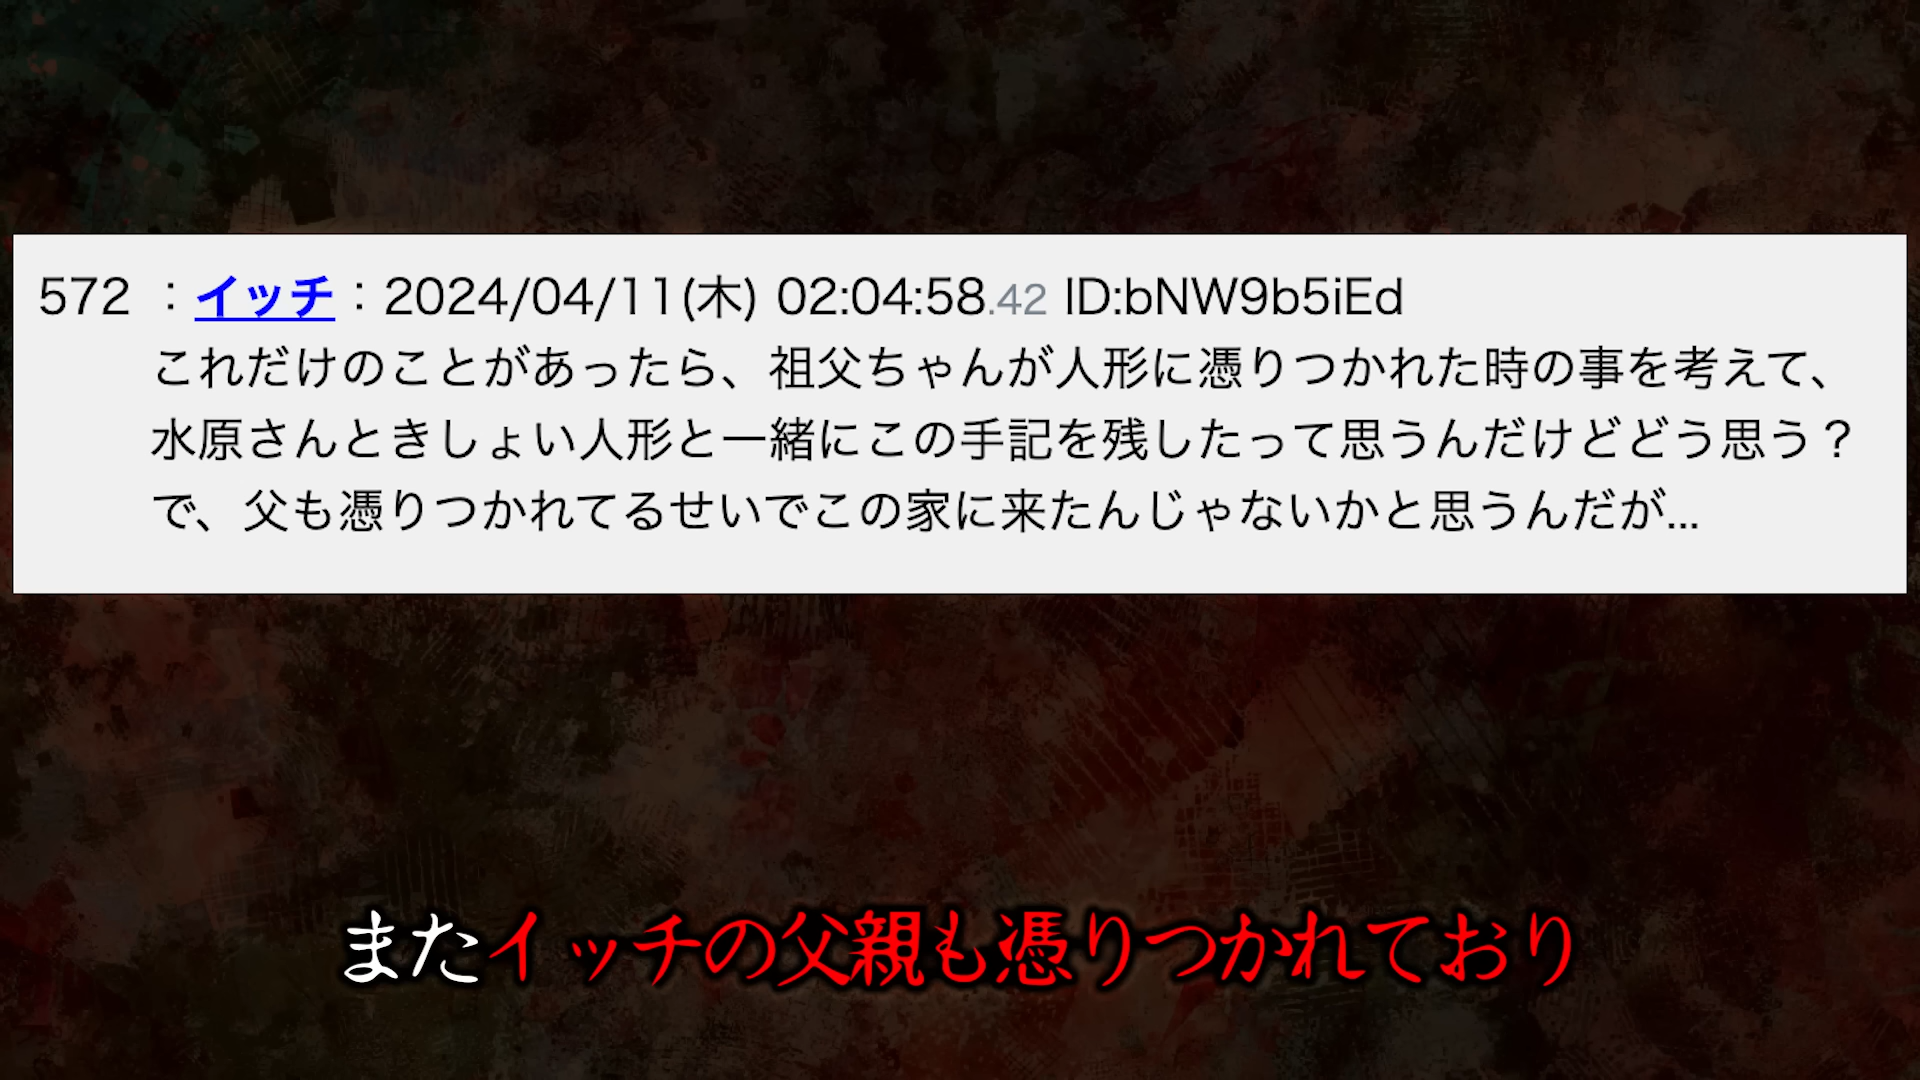 572 ：イッチ：2024/04/11(木) 02:04:58.42 ID:bNW9b5iEd
これだけのことがあったら、祖父ちゃんが人形に憑りつかれた時の事を考えて、
水原さんときしょい人形と一緒にこの手記を残したって思うんだけどどう思う？
で、父も憑りつかれてるせいでこの家に来たんじゃないかと思うんだが...
またイッチの父親も憑りつかれており